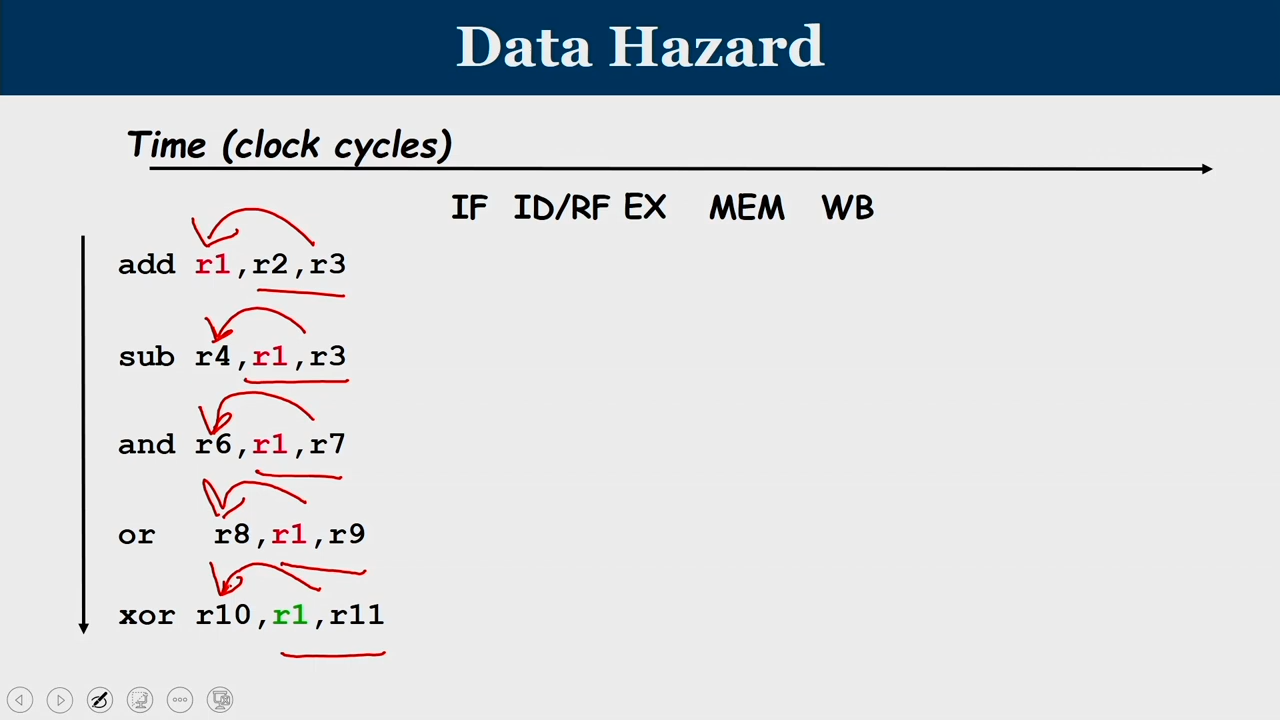 Data Hazard
Time (clock cycles)
IF ID/RF EX MEM WB
add r1,r2,r3
sub r4,r1,r3
and r6,r1,r7
or r8,r1,r9
xor r10,r1,r11